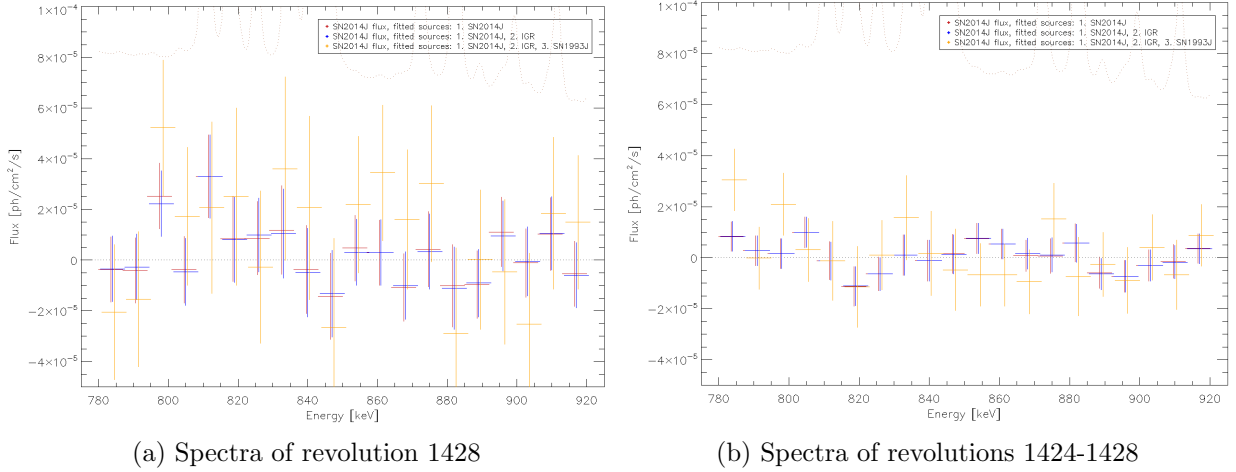 1×10⁻⁴
8×10⁻⁵
6×10⁻⁵
4×10⁻⁵
2×10⁻⁵
0
−2×10⁻⁵
−4×10⁻⁵
Flux [ph/cm²/s]
SN2014J flux, fitted sources: 1. SN2014J
SN2014J flux, fitted sources: 1. SN2014J, 2. IGR
SN2014J flux, fitted sources: 1. SN2014J, 2. IGR, 3. SN1993J
780 800 820 840 860 880 900 920
Energy [keV]
(a) Spectra of revolution 1428
1×10⁻⁴
8×10⁻⁵
6×10⁻⁵
4×10⁻⁵
2×10⁻⁵
0
−2×10⁻⁵
−4×10⁻⁵
Flux [ph/cm²/s]
SN2014J flux, fitted sources: 1. SN2014J
SN2014J flux, fitted sources: 1. SN2014J, 2. IGR
SN2014J flux, fitted sources: 1. SN2014J, 2. IGR, 3. SN1993J
780 800 820 840 860 880 900 920
Energy [keV]
(b) Spectra of revolutions 1424-1428